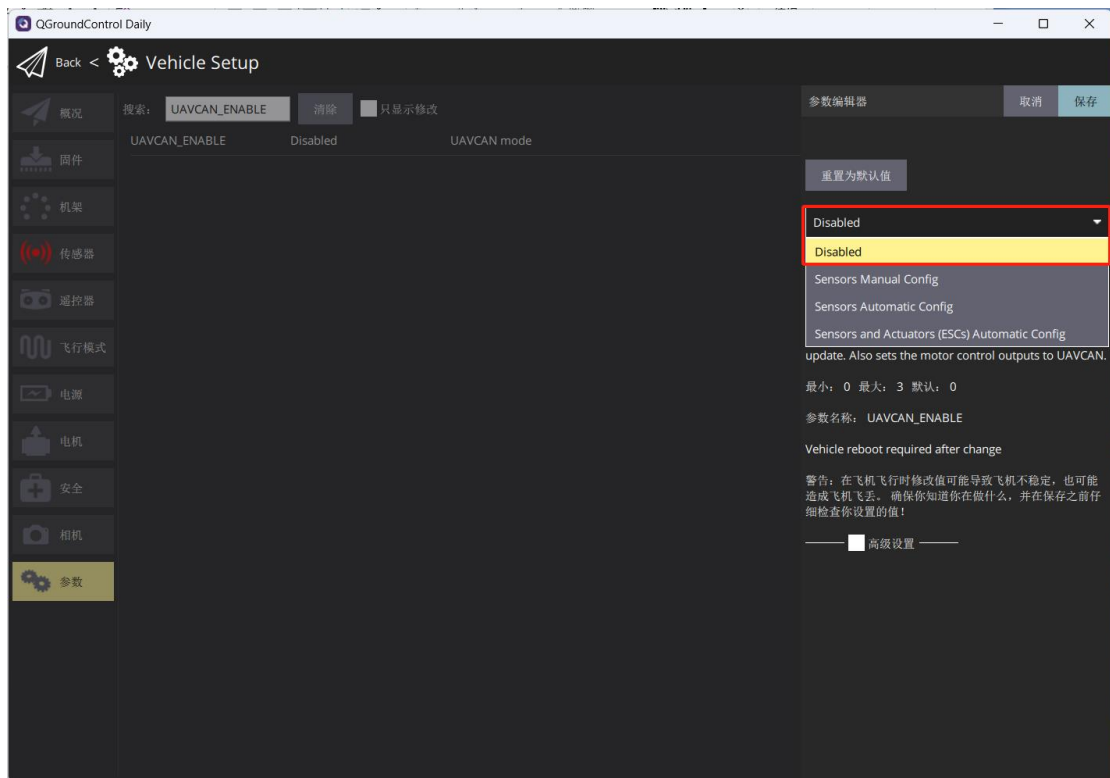 QGroundControl Daily
Back < Vehicle Setup
概况
固件
机架
传感器
遥控器
飞行模式
电源
电机
安全
相机
参数
搜索： UAVCAN_ENABLE 清除 只显示修改
UAVCAN_ENABLE Disabled UAVCAN mode
参数编辑器 取消 保存
重置为默认值
Disabled
Disabled
Sensors Manual Config
Sensors Automatic Config
Sensors and Actuators (ESCs) Automatic Config
update. Also sets the motor control outputs to UAVCAN.
最小： 0 最大： 3 默认： 0
参数名称： UAVCAN_ENABLE
Vehicle reboot required after change
警告：在飞机飞行时修改值可能导致飞机不稳定，也可能
造成飞机飞丢。 确保你知道你在做什么，并在保存之前仔
细检查你设置的值！
高级设置